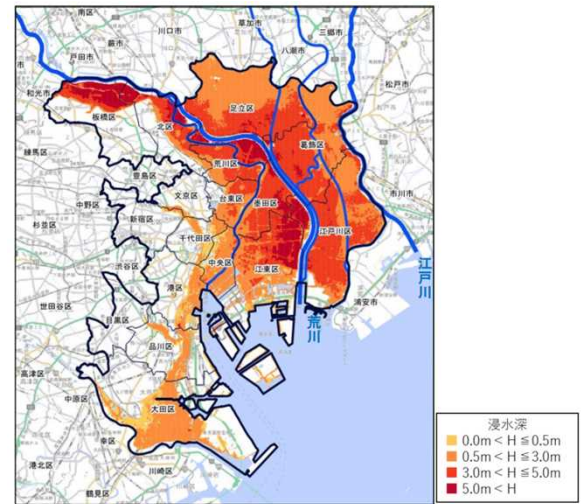 南区
川口市
草加市
三郷市
蕨市
戸田市
八潮市
和光市
松戸市
足立区
板橋区
北区
葛飾区
練馬区
荒川区
豊島区
台東区
市川市
中野区
文京区
墨田区
杉並区
新宿区
江戸川区
千代田区
渋谷区
中央区
江東区
江戸川
港区
世田谷区
浦安市
目黒区
荒川
品川区
高津区
中原区
大田区
幸区
港北区
川崎区
鶴見区
浸水深
0.0m < H ≦ 0.5m
0.5m < H ≦ 3.0m
3.0m < H ≦ 5.0m
5.0m < H